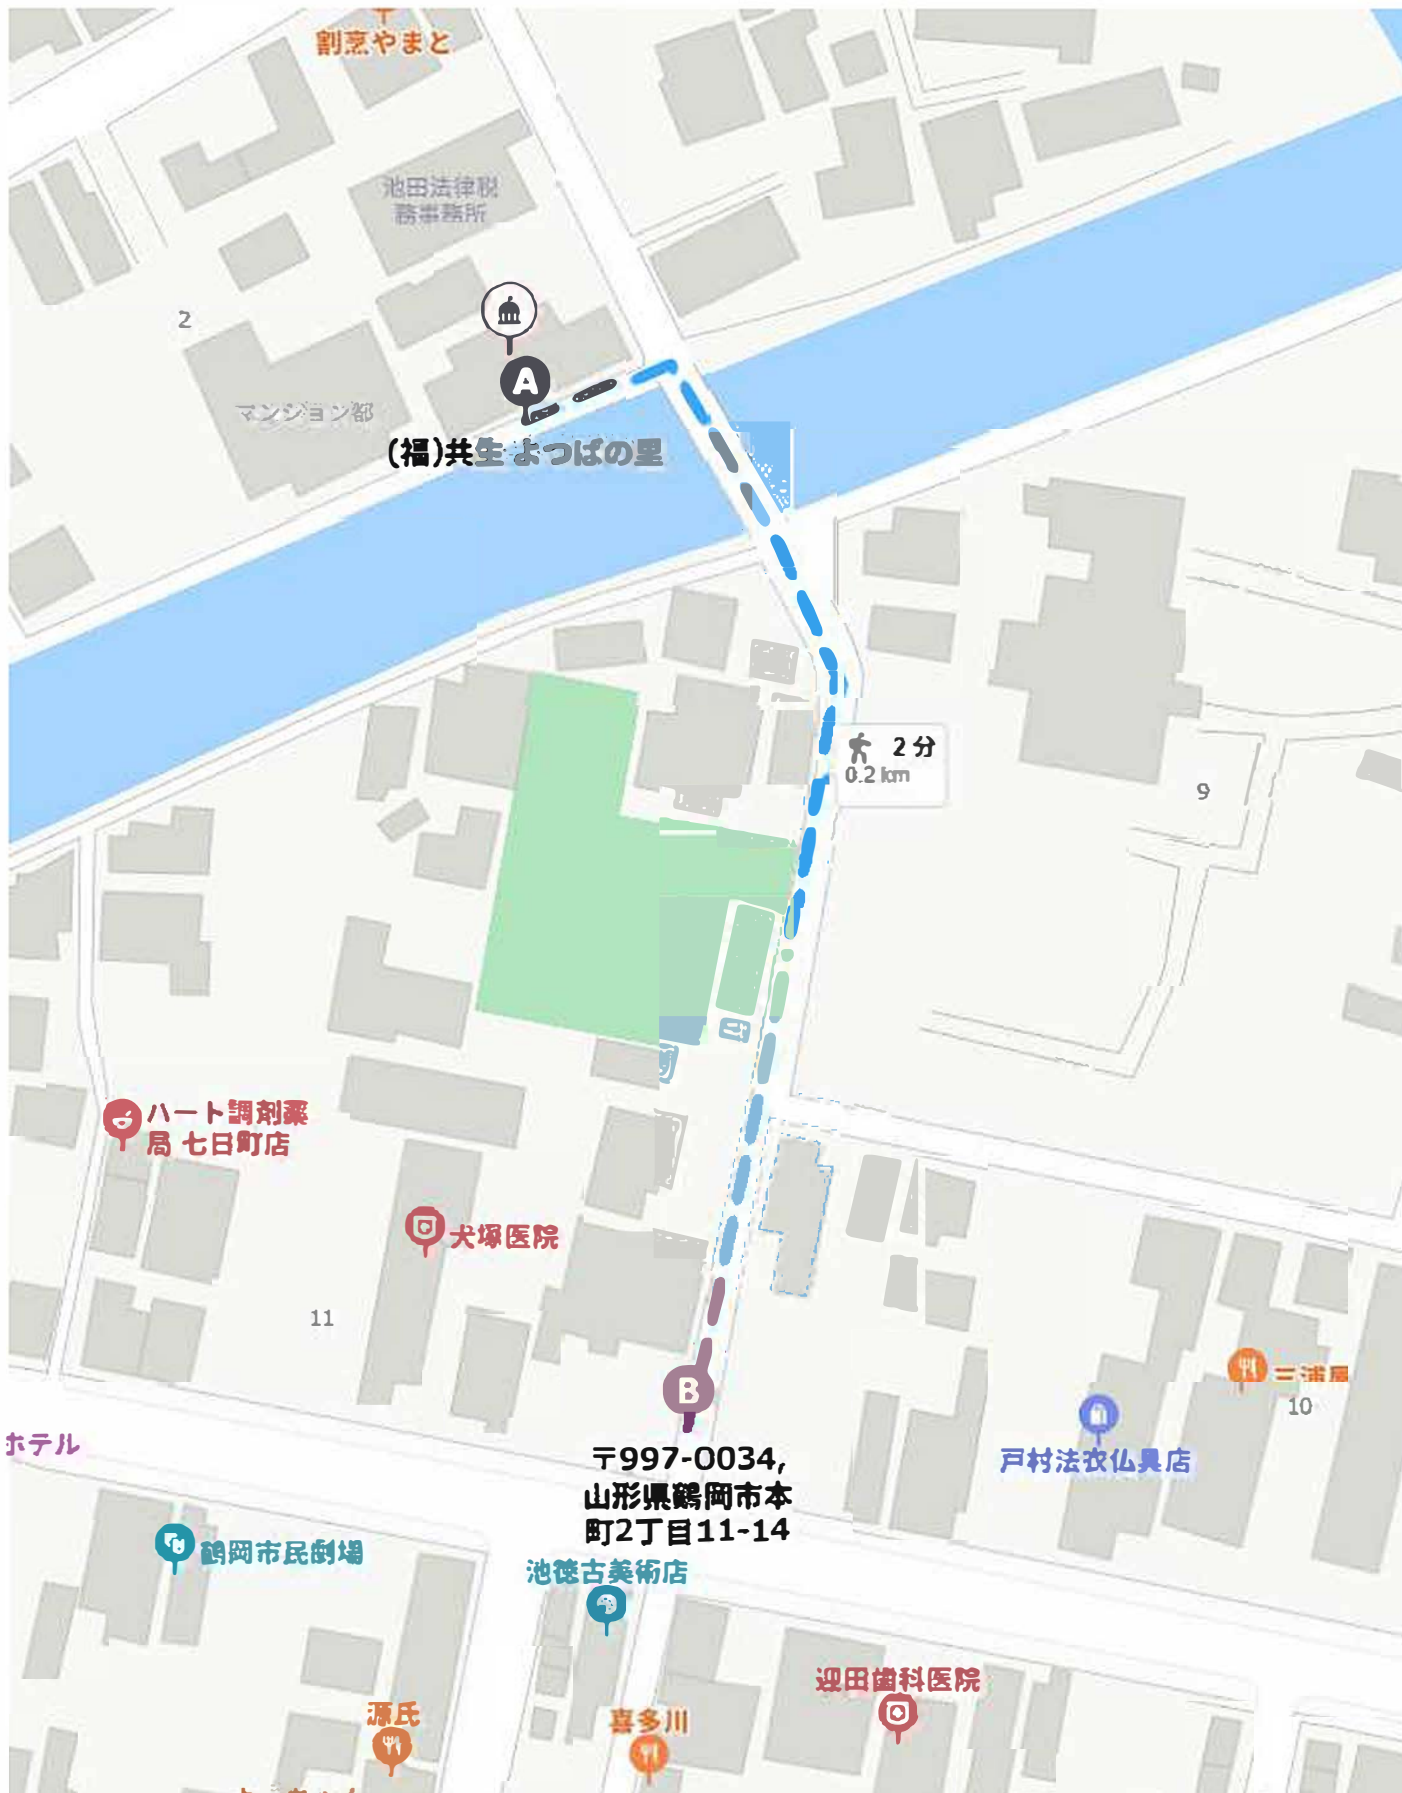 割烹やまと
池田法律税
務事務所
2
A
マンション都
(福)共生 よつばの里
2 分
0.2 km
9
ハート調剤薬
局 七日町店
犬塚医院
11
B
三浦屋
10
ホテル
戸村法衣仏具店
〒997-0034,
山形県鶴岡市本
町2丁目11-14
鶴岡市民劇場
池徳古美術店
迎田歯科医院
源氏
喜多川